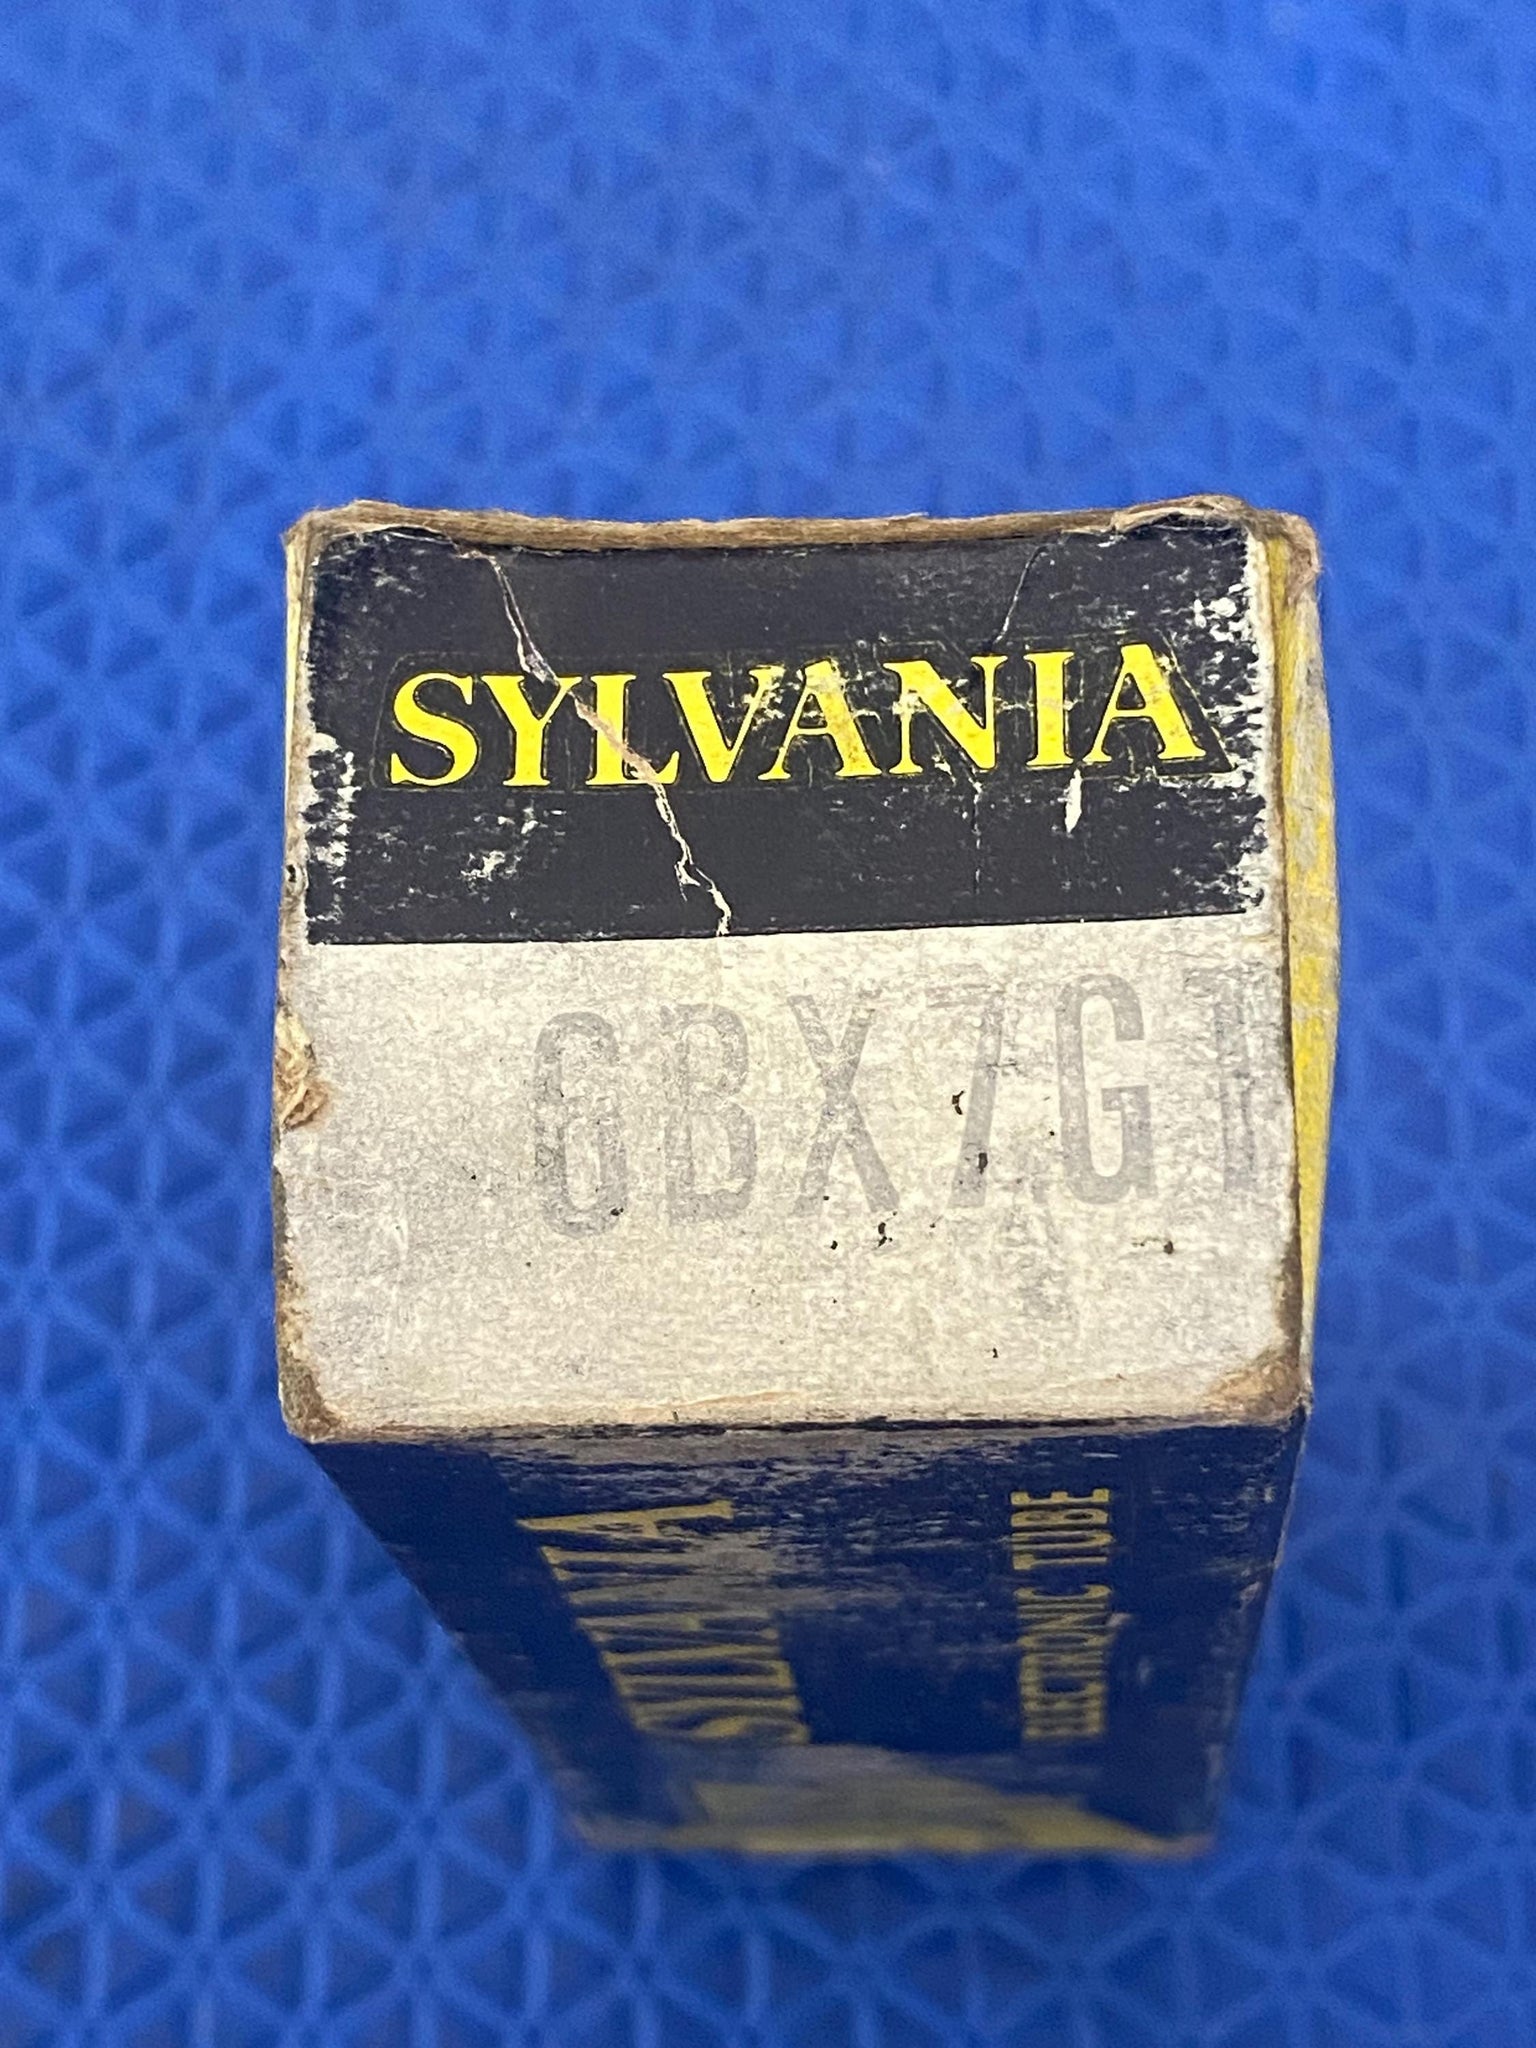 SYLVANIA
6BX7GT
SYLVANIA
ELECTRONIC TUBE